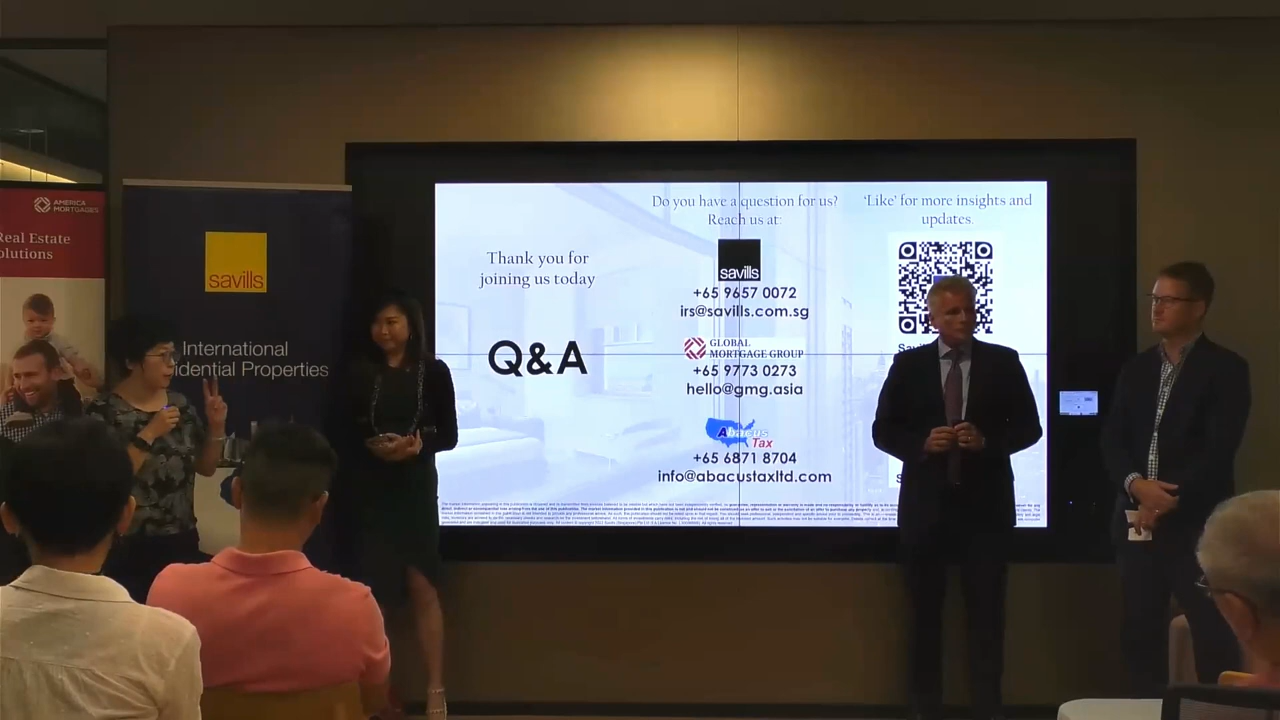 AMERICA
MORTGAGES
Real Estate
olutions
savills
International
idential Properties
Thank you for
joining us today
Q&A
Do you have a question for us?
Reach us at:
savills
+65 9657 0072
irs@savills.com.sg
GLOBAL
MORTGAGE GROUP
+65 9773 0273
hello@gmg.asia
Abacus
Tax
+65 6871 8704
info@abacustaxltd.com
'Like' for more insights and
updates.